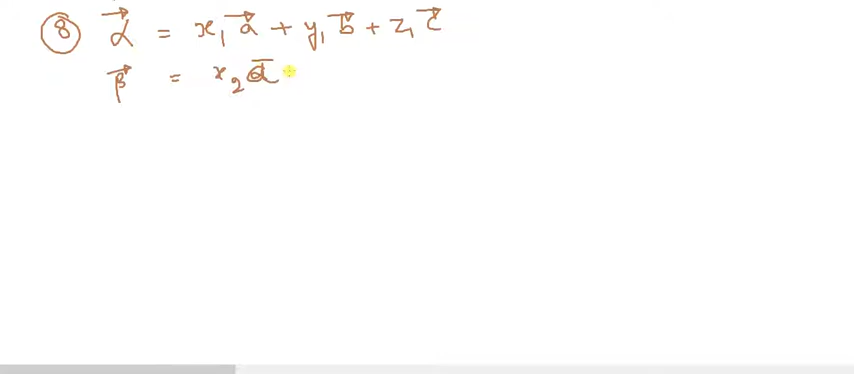 ⑧ α⃗ = x₁a⃗ + y₁b⃗ + z₁c⃗
β⃗ = x₂a⃗